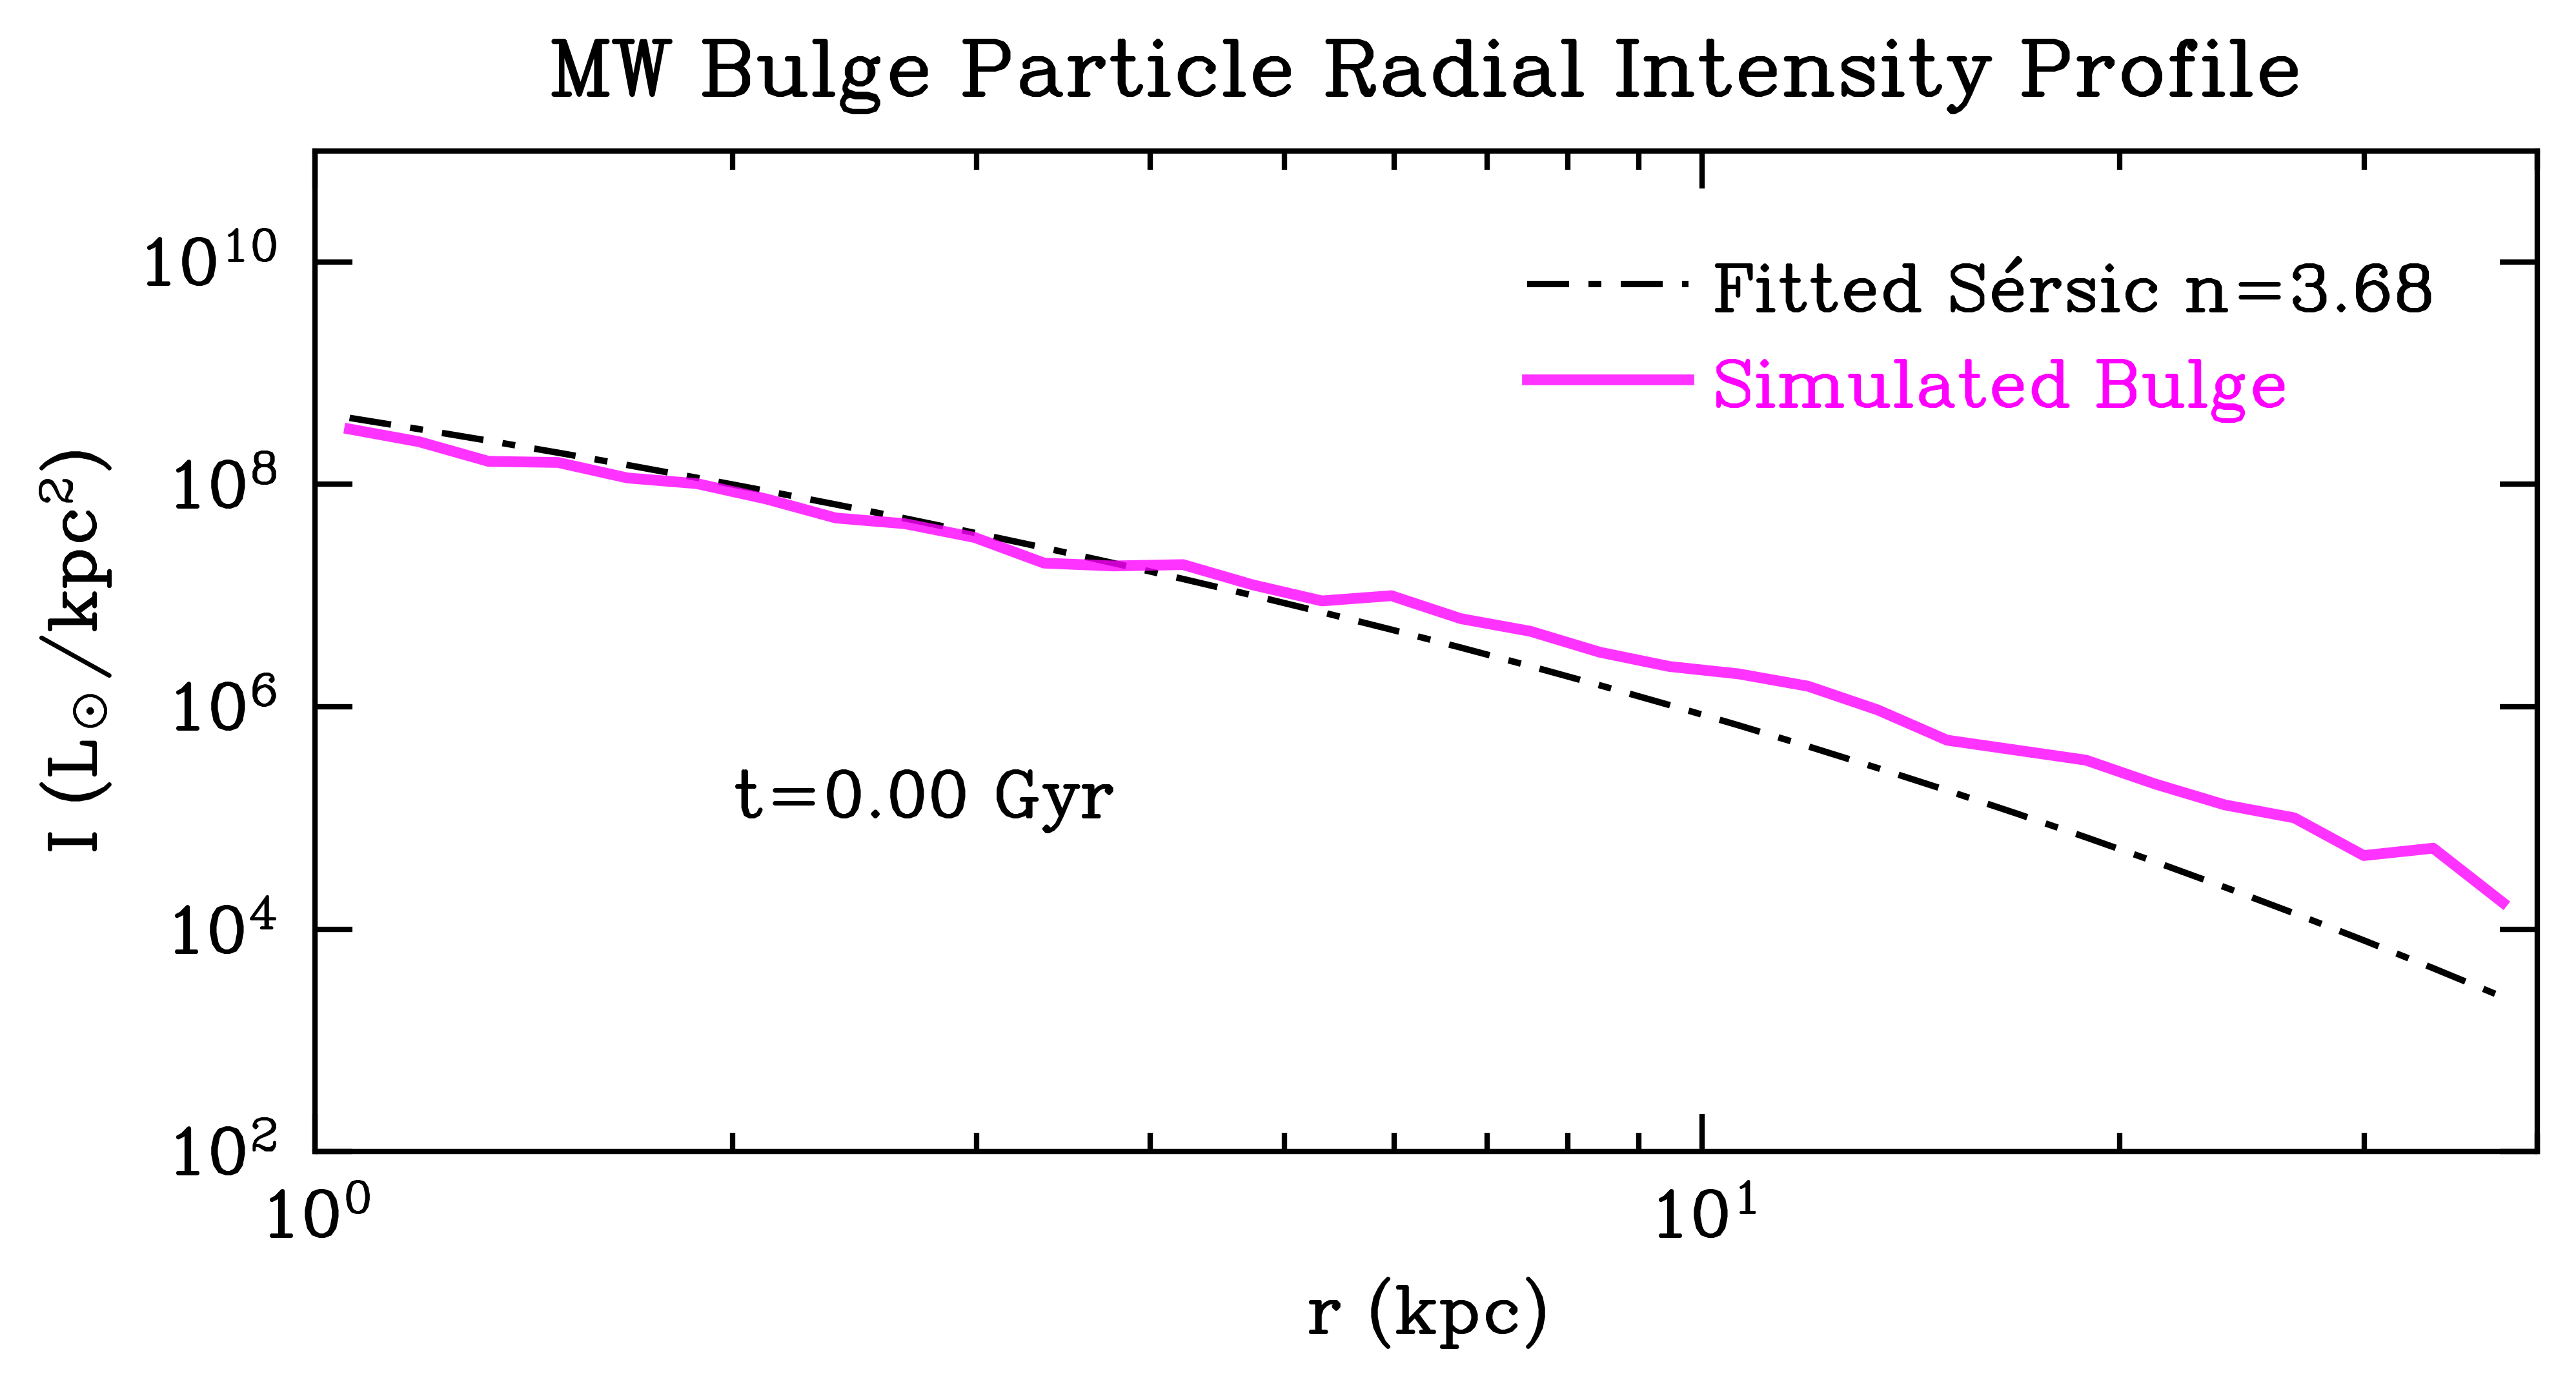 MW Bulge Particle Radial Intensity Profile
10¹⁰
10⁸
10⁶
10⁴
10²
I (L⊙/kpc²)
Fitted Sérsic n=3.68
Simulated Bulge
t=0.00 Gyr
10⁰
10¹
r (kpc)